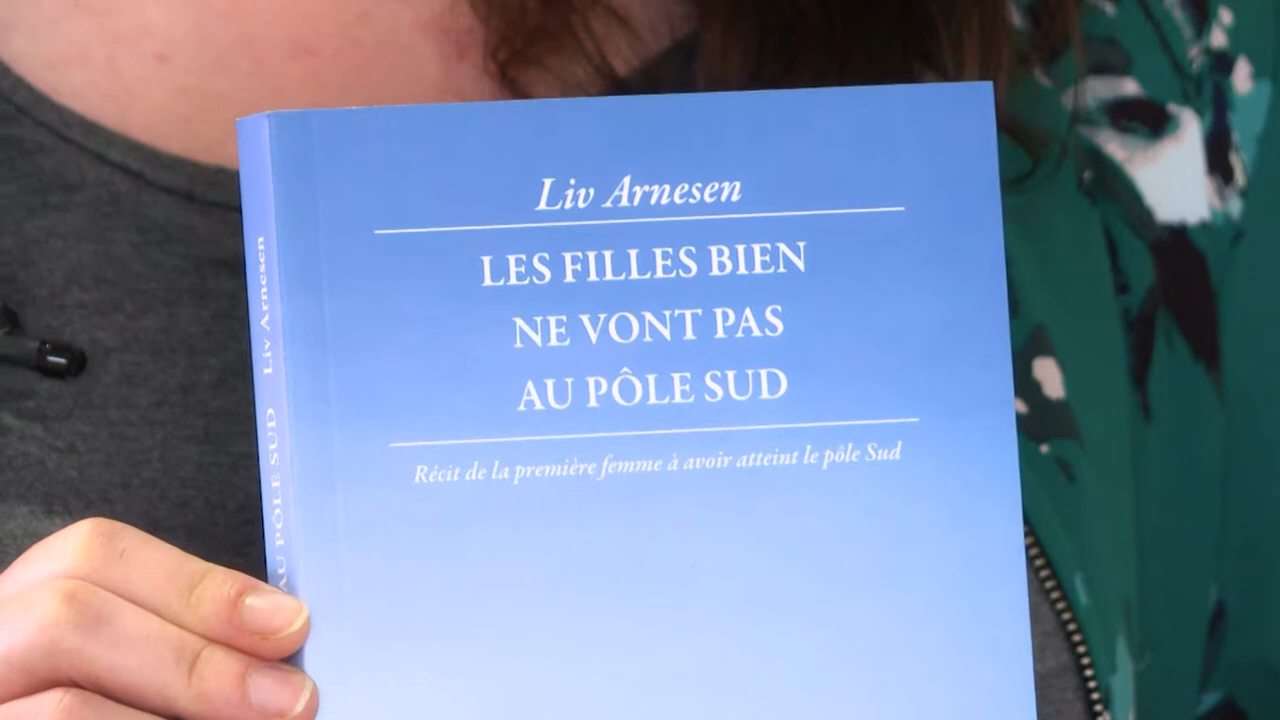 Liv Arnesen
LES FILLES BIEN
NE VONT PAS
AU PÔLE SUD
Récit de la première femme à avoir atteint le pôle Sud
Liv Arnesen
AU PÔLE SUD